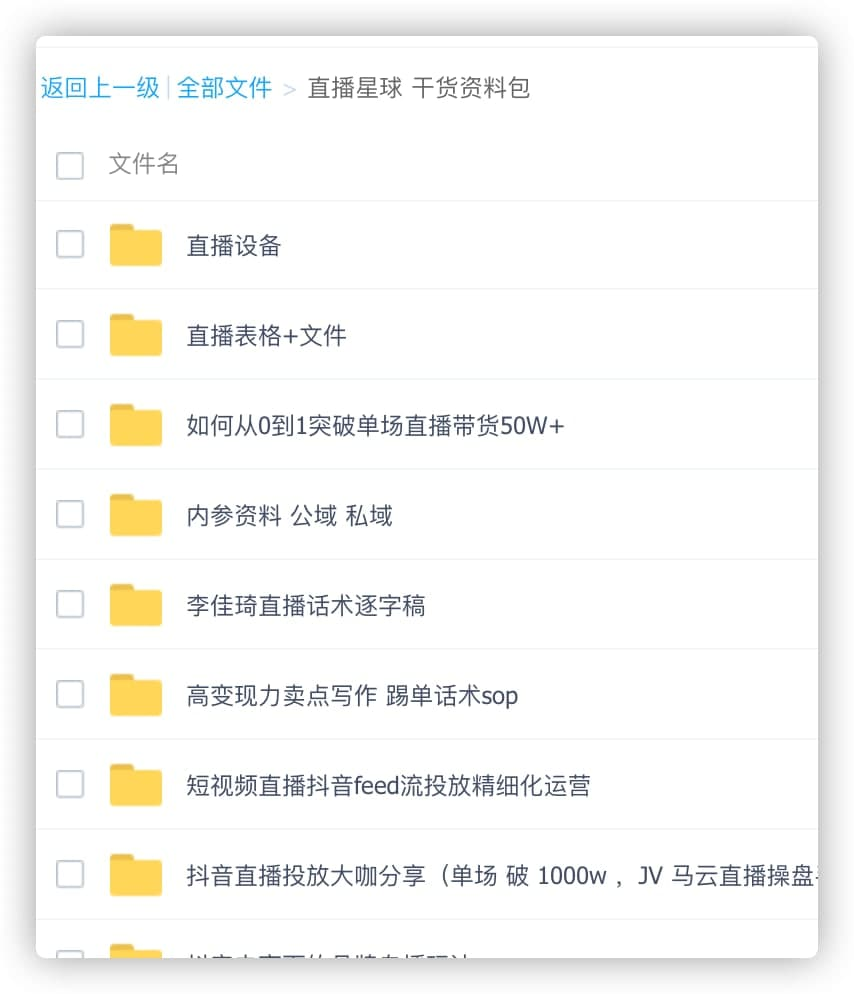 返回上一级 | 全部文件 > 直播星球 干货资料包
文件名
直播设备
直播表格+文件
如何从0到1突破单场直播带货50W+
内参资料 公域 私域
李佳琦直播话术逐字稿
高变现力卖点写作 踢单话术sop
短视频直播抖音feed流投放精细化运营
抖音直播投放大咖分享（单场 破 1000w ，JV 马云直播操盘